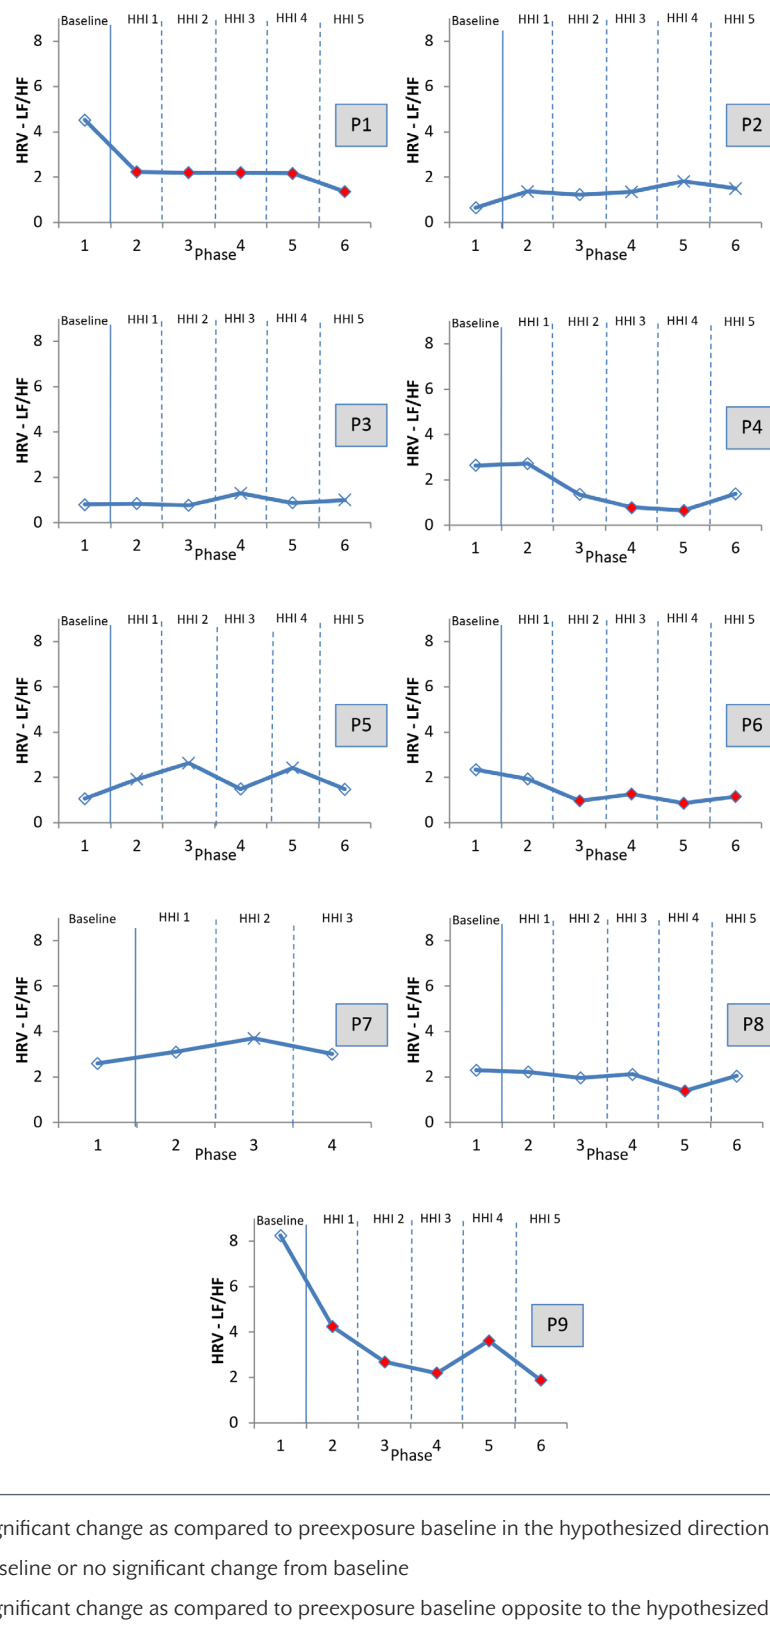 Baseline HHI 1 HHI 2 HHI 3 HHI 4 HHI 5
HRV - LF/HF
8
6
4
2
0
P1
1 2 3 4 5 6
Phase
Baseline HHI 1 HHI 2 HHI 3 HHI 4 HHI 5
HRV - LF/HF
8
6
4
2
0
P2
1 2 3 4 5 6
Phase
Baseline HHI 1 HHI 2 HHI 3 HHI 4 HHI 5
HRV - LF/HF
8
6
4
2
0
P3
1 2 3 4 5 6
Phase
Baseline HHI 1 HHI 2 HHI 3 HHI 4 HHI 5
HRV - LF/HF
8
6
4
2
0
P4
1 2 3 4 5 6
Phase
Baseline HHI 1 HHI 2 HHI 3 HHI 4 HHI 5
HRV - LF/HF
8
6
4
2
0
P5
1 2 3 4 5 6
Phase
Baseline HHI 1 HHI 2 HHI 3 HHI 4 HHI 5
HRV - LF/HF
8
6
4
2
0
P6
1 2 3 4 5 6
Phase
Baseline HHI 1 HHI 2 HHI 3
HRV - LF/HF
8
6
4
2
0
P7
1 2 3 4
Phase
Baseline HHI 1 HHI 2 HHI 3 HHI 4 HHI 5
HRV - LF/HF
8
6
4
2
0
P8
1 2 3 4 5 6
Phase
Baseline HHI 1 HHI 2 HHI 3 HHI 4 HHI 5
HRV - LF/HF
8
6
4
2
0
P9
1 2 3 4 5 6
Phase
gnificant change as compared to preexposure baseline in the hypothesized direction
seline or no significant change from baseline
gnificant change as compared to preexposure baseline opposite to the hypothesized